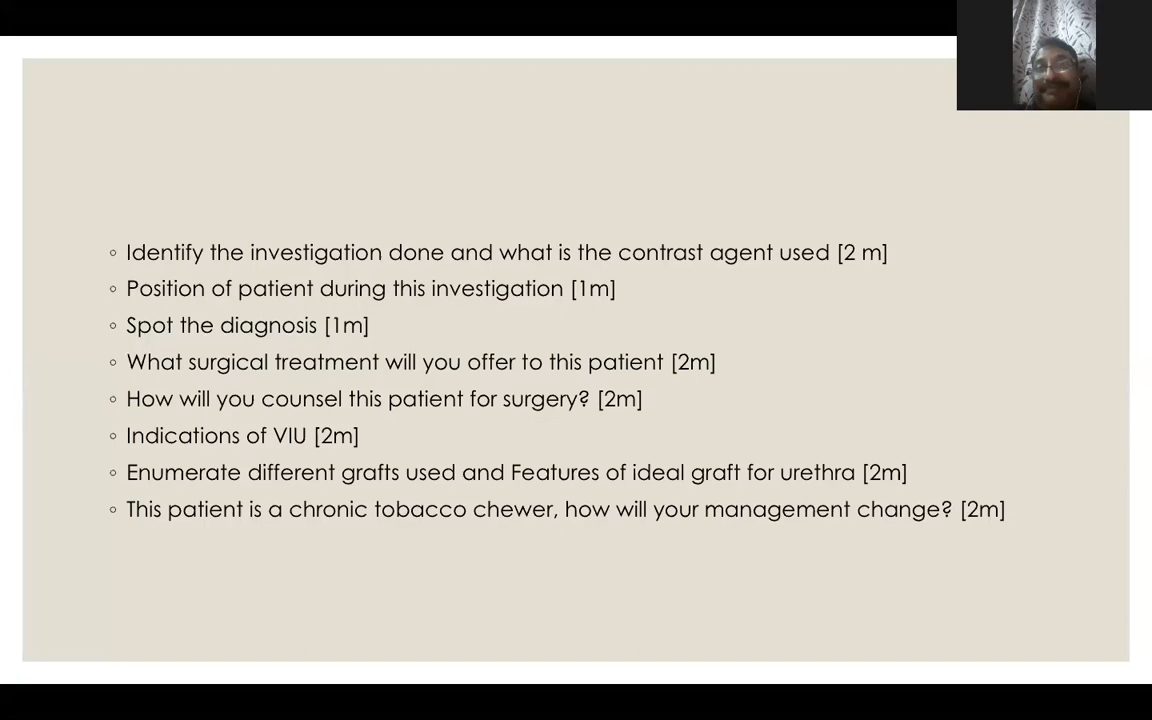 ◦ Identify the investigation done and what is the contrast agent used [2 m]
◦ Position of patient during this investigation [1m]
◦ Spot the diagnosis [1m]
◦ What surgical treatment will you offer to this patient [2m]
◦ How will you counsel this patient for surgery? [2m]
◦ Indications of VIU [2m]
◦ Enumerate different grafts used and Features of ideal graft for urethra [2m]
◦ This patient is a chronic tobacco chewer, how will your management change? [2m]